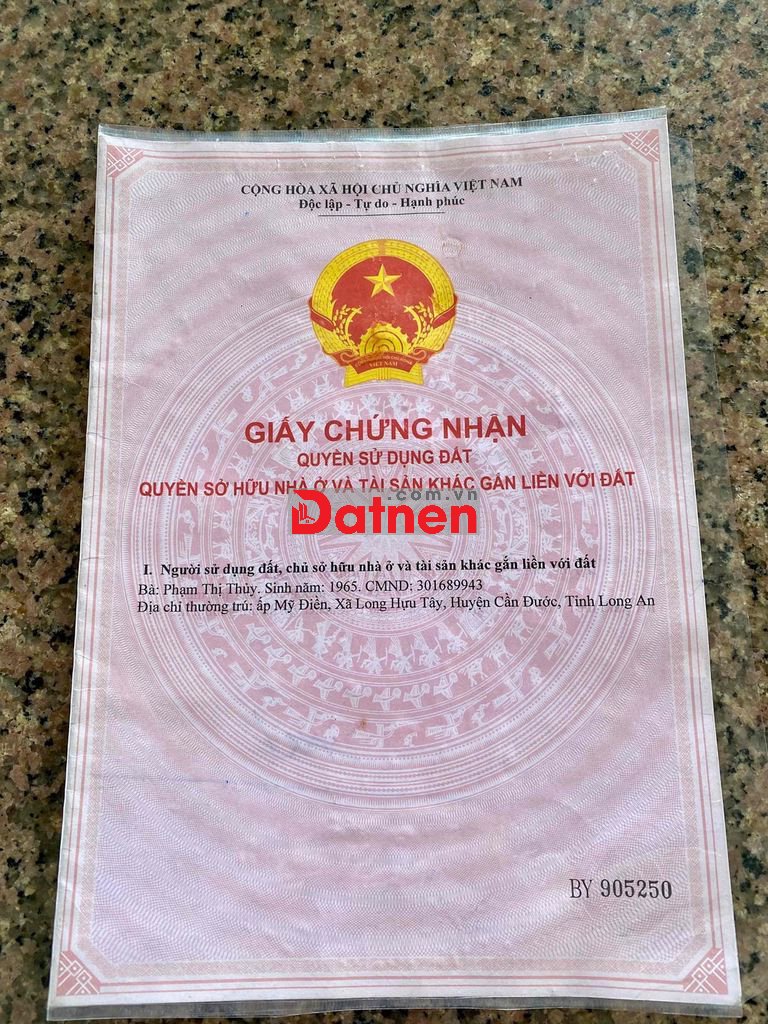 CỘNG HÒA XÃ HỘI CHỦ NGHĨA VIỆT NAM
Độc lập - Tự do - Hạnh phúc
VIỆT NAM
GIẤY CHỨNG NHẬN
QUYỀN SỬ DỤNG ĐẤT
QUYỀN SỞ HỮU NHÀ Ở VÀ TÀI SẢN KHÁC GẮN LIỀN VỚI ĐẤT
.com.vn
Datnen
I. Người sử dụng đất, chủ sở hữu nhà ở và tài sản khác gắn liền với đất
Bà: Phạm Thị Thủy. Sinh năm: 1965. CMND; 301689943
Địa chỉ thường trú: ấp Mỹ Điền, Xã Long Hựu Tây, Huyện Cần Đước, Tỉnh Long An
BY 905250